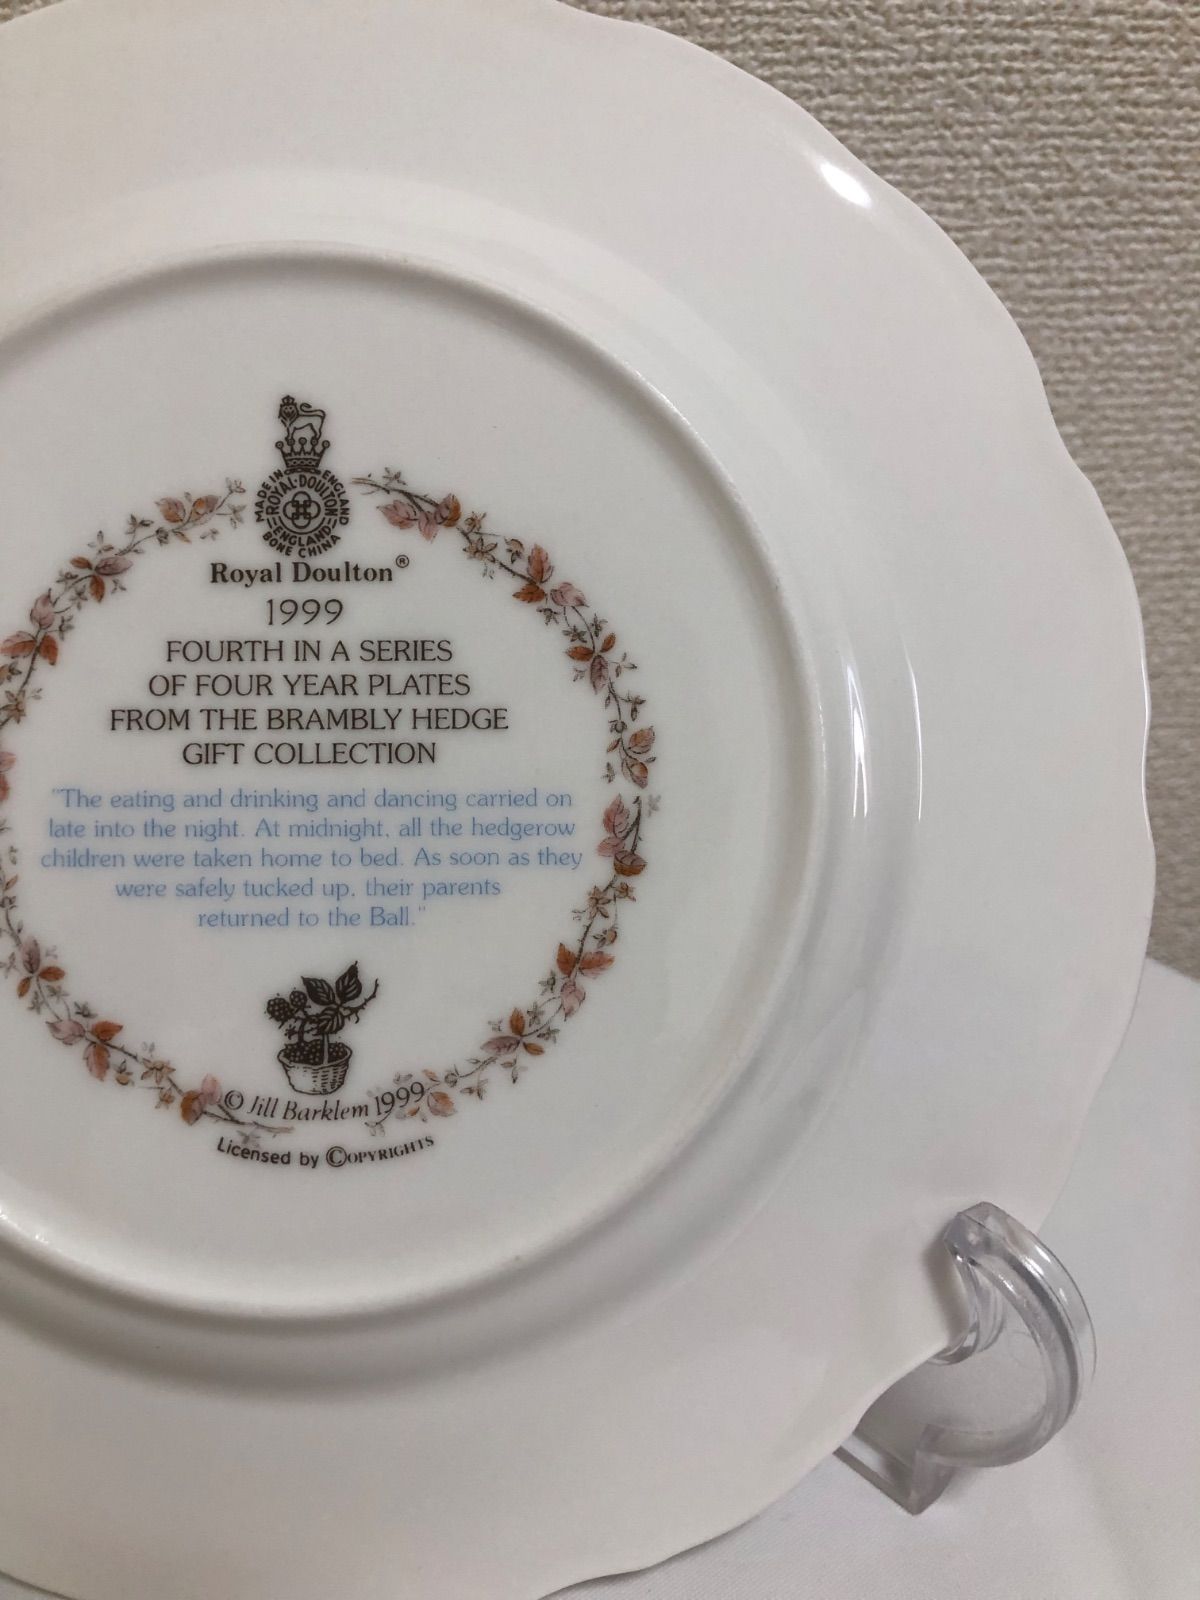 MADE IN ENGLAND
ROYAL·DOULTON
ENGLAND
BONE CHINA
Royal Doulton®
1999
FOURTH IN A SERIES
OF FOUR YEAR PLATES
FROM THE BRAMBLY HEDGE
GIFT COLLECTION
"The eating and drinking and dancing carried on
late into the night. At midnight, all the hedgerow
children were taken home to bed. As soon as they
were safely tucked up, their parents
returned to the Ball."
© Jill Barklem 1999
Licensed by ©OPYRIGHTS